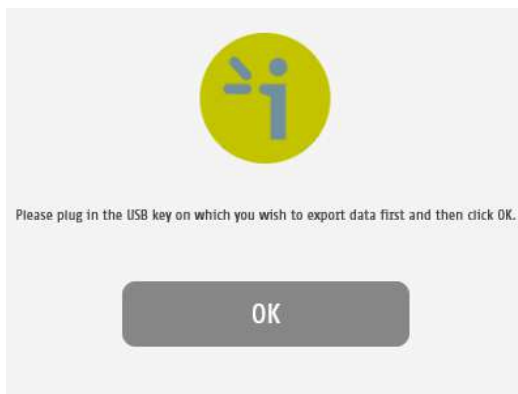 Please plug in the USB key on which you wish to export data first and then click OK.
OK